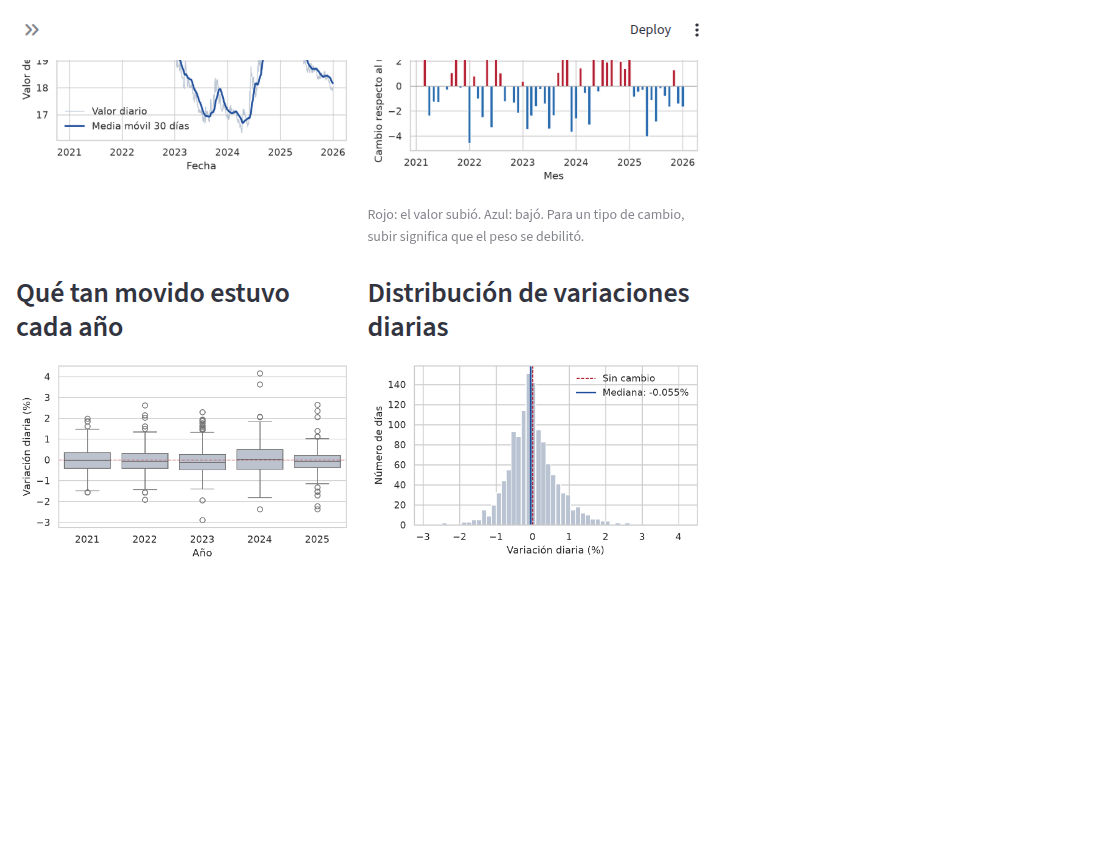 Deploy
Valor de
19
18
17
Valor diario
Media móvil 30 días
2021 2022 2023 2024 2025 2026
Fecha
Cambio respecto al
2
0
−2
−4
2021 2022 2023 2024 2025 2026
Mes
Rojo: el valor subió. Azul: bajó. Para un tipo de cambio,
subir significa que el peso se debilitó.
Qué tan movido estuvo
cada año
Variación diaria (%)
4
3
2
1
0
−1
−2
−3
2021 2022 2023 2024 2025
Año
Distribución de variaciones
diarias
Número de días
140
120
100
80
60
40
20
0
Sin cambio
Mediana: -0.055%
−3 −2 −1 0 1 2 3 4
Variación diaria (%)